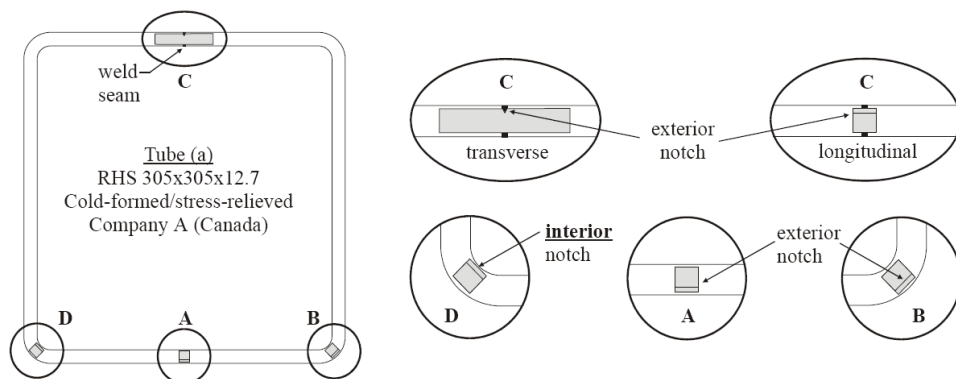 weld
seam
C
Tube (a)
RHS 305x305x12.7
Cold-formed/stress-relieved
Company A (Canada)
D
A
B
C
transverse
exterior
notch
C
longitudinal
interior
notch
D
A
exterior
notch
B